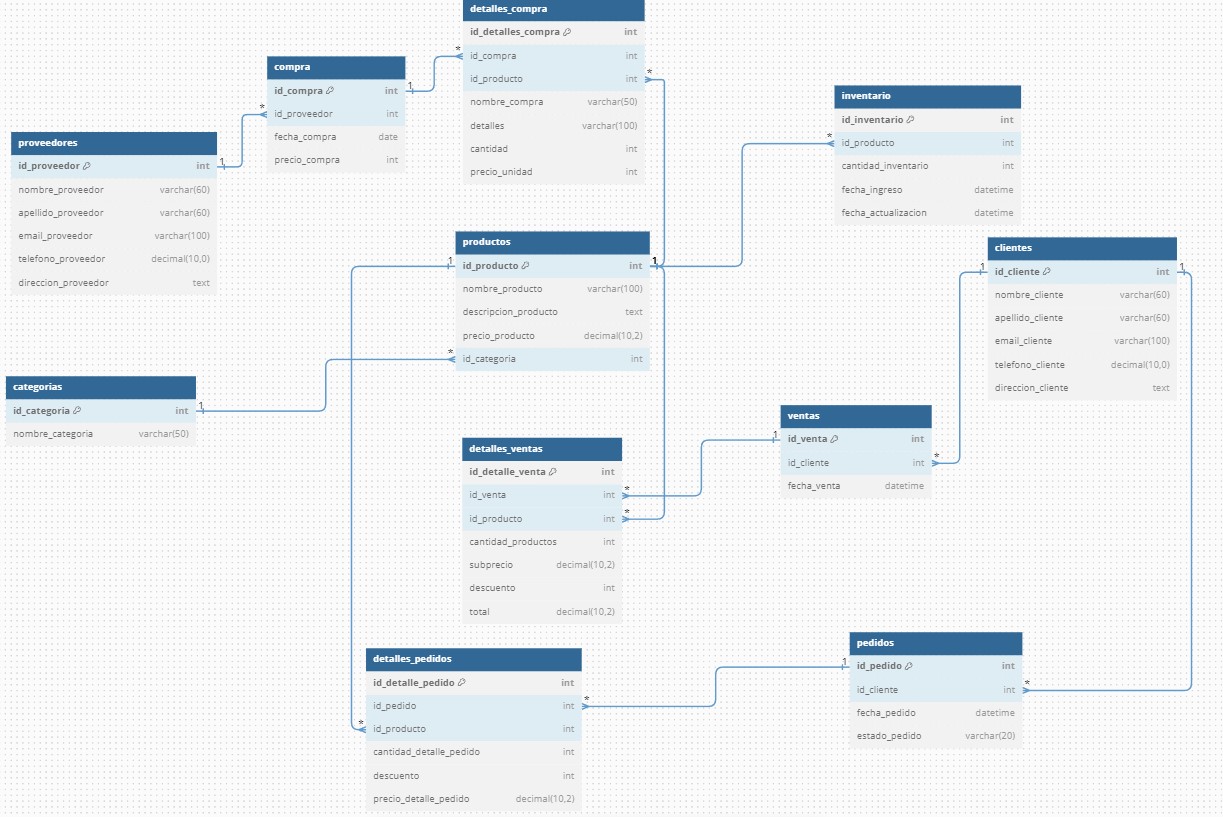 detalles_compra
id_detalles_compra int
id_compra int
id_producto int
nombre_compra varchar(50)
detalles varchar(100)
cantidad int
precio_unidad int
compra
id_compra int
id_proveedor int
fecha_compra date
precio_compra int
inventario
id_inventario int
id_producto int
cantidad_inventario int
fecha_ingreso datetime
fecha_actualizacion datetime
proveedores
id_proveedor int
nombre_proveedor varchar(60)
apellido_proveedor varchar(60)
email_proveedor varchar(100)
telefono_proveedor decimal(10,0)
direccion_proveedor text
productos
id_producto int
nombre_producto varchar(100)
descripcion_producto text
precio_producto decimal(10,2)
id_categoria int
clientes
id_cliente int
nombre_cliente varchar(60)
apellido_cliente varchar(60)
email_cliente varchar(100)
telefono_cliente decimal(10,0)
direccion_cliente text
categorias
id_categoria int
nombre_categoria varchar(50)
ventas
id_venta int
id_cliente int
fecha_venta datetime
detalles_ventas
id_detalle_venta int
id_venta int
id_producto int
cantidad_productos int
subprecio decimal(10,2)
descuento int
total decimal(10,2)
pedidos
id_pedido int
id_cliente int
fecha_pedido datetime
estado_pedido varchar(20)
detalles_pedidos
id_detalle_pedido int
id_pedido int
id_producto int
cantidad_detalle_pedido int
descuento int
precio_detalle_pedido decimal(10,2)
1
*
1
*
*
*
1
1
*
1
*
1
*
1
*
*
1
1
*
*
*
1